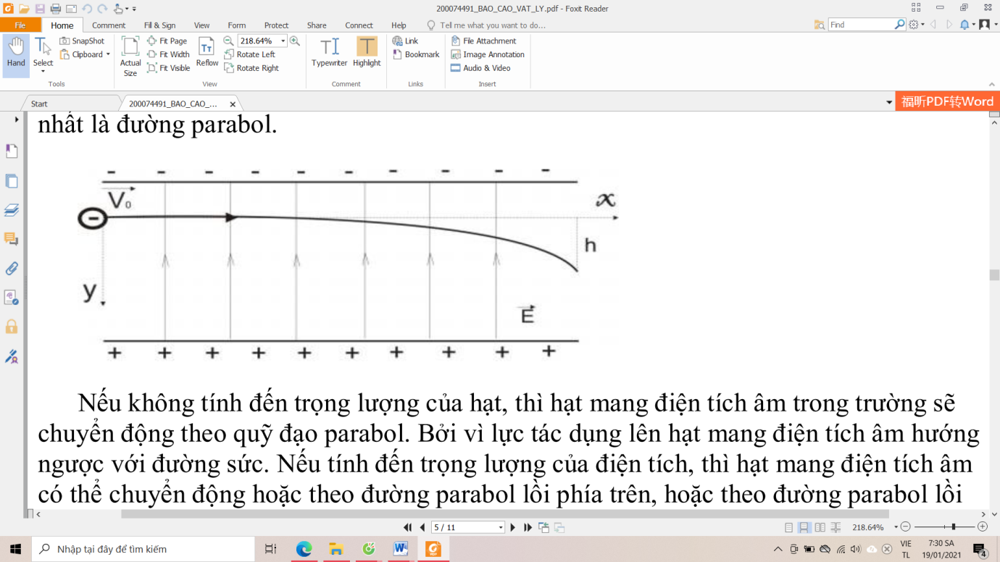 200074491_BAO_CAO_VAT_LY.pdf - Foxit Reader
File Home Comment Fill & Sign View Form Protect Share Connect Help Tell me what you want to do... Find
Hand
Select
SnapShot
Clipboard
Tools
Actual Size
Fit Page
Fit Width
Fit Visible
Reflow
218.64%
Rotate Left
Rotate Right
View
Typewriter
Highlight
Comment
Link
Bookmark
Links
File Attachment
Image Annotation
Audio & Video
Insert
Start
200074491_BAO_CAO_...
福昕PDF转Word
nhất là đường parabol.
- - - - - - - - - -
V₀
x
-
h
y
E
+ + + + + + + + + +
Nếu không tính đến trọng lượng của hạt, thì hạt mang điện tích âm trong trường sẽ
chuyển động theo quỹ đạo parabol. Bởi vì lực tác dụng lên hạt mang điện tích âm hướng
ngược với đường sức. Nếu tính đến trọng lượng của điện tích, thì hạt mang điện tích âm
có thể chuyển động hoặc theo đường parabol lồi phía trên, hoặc theo đường parabol lồi
5 / 11
218.64%
Nhập tại đây để tìm kiếm
VIE
TL
7:30 SA
19/01/2021
4